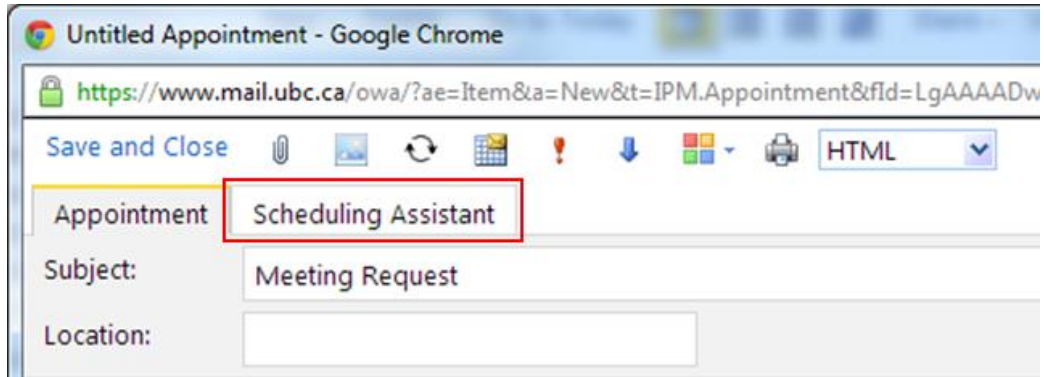 Untitled Appointment - Google Chrome
https://www.mail.ubc.ca/owa/?ae=Item&a=New&t=IPM.Appointment&fId=LgAAAADw
Save and Close HTML
Appointment Scheduling Assistant
Subject: Meeting Request
Location: